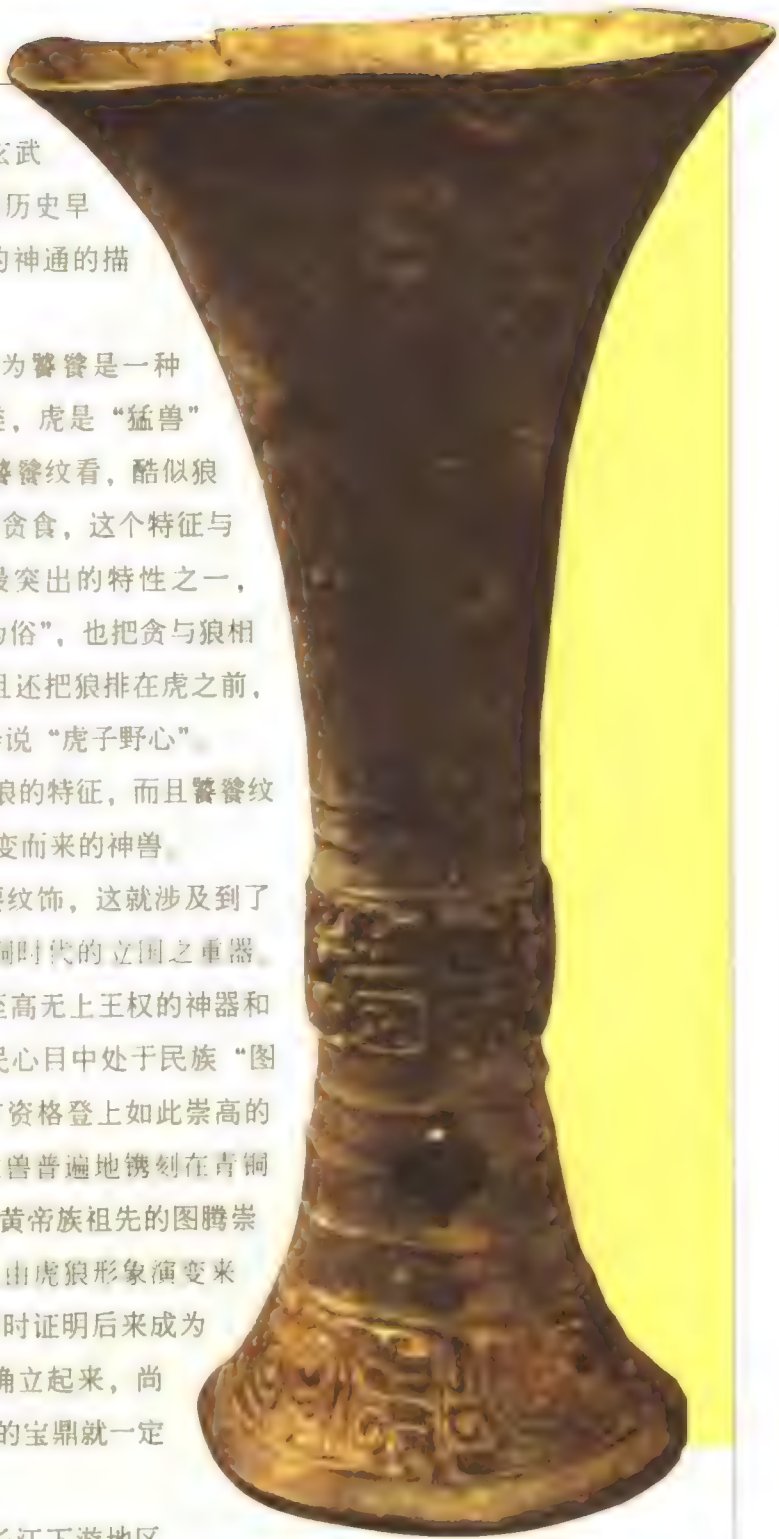 玄武
历史早
的神通的描
为饕餮是一种
虎是“猛兽”
饕餮纹看，酷似狼
贪食，这个特征与
最突出的特性之一，
为俗”，也把贪与狼相
且还把狼排在虎之前，
说“虎子野心”。
狼的特征，而且饕餮纹
变而来的神兽。
要纹饰，这就涉及到了
铜时代的立国之重器。
至高无上王权的神器和
民心目中处于民族“图
资格登上如此崇高的
兽普遍地镌刻在青铜
黄帝族祖先的图腾崇
由虎狼形象演变来
时证明后来成为
确立起来，尚
的宝鼎就一定
长江下游地区